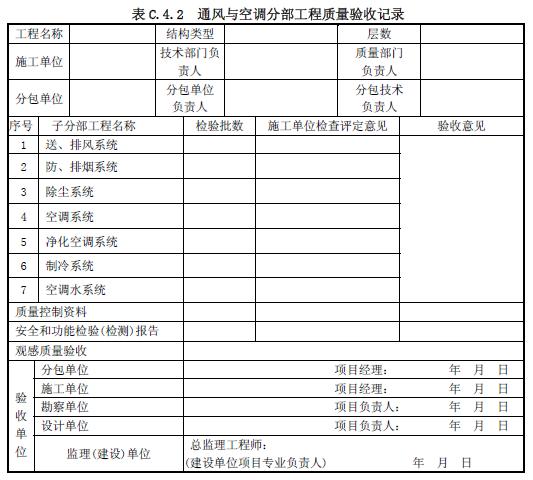 表 C.4.2 通风与空调分部工程质量验收记录
工程名称 结构类型 层数
施工单位 技术部门负责人 质量部门负责人
分包单位 分包单位负责人 分包技术负责人
序号 子分部工程名称 检验批数 施工单位检查评定意见 验收意见
1 送、排风系统
2 防、排烟系统
3 除尘系统
4 空调系统
5 净化空调系统
6 制冷系统
7 空调水系统
质量控制资料
安全和功能检验(检测)报告
观感质量验收
验收单位
分包单位 项目经理: 年 月 日
施工单位 项目经理: 年 月 日
勘察单位 项目负责人: 年 月 日
设计单位 项目负责人: 年 月 日
监理(建设)单位 总监理工程师:
(建设单位项目专业负责人) 年 月 日